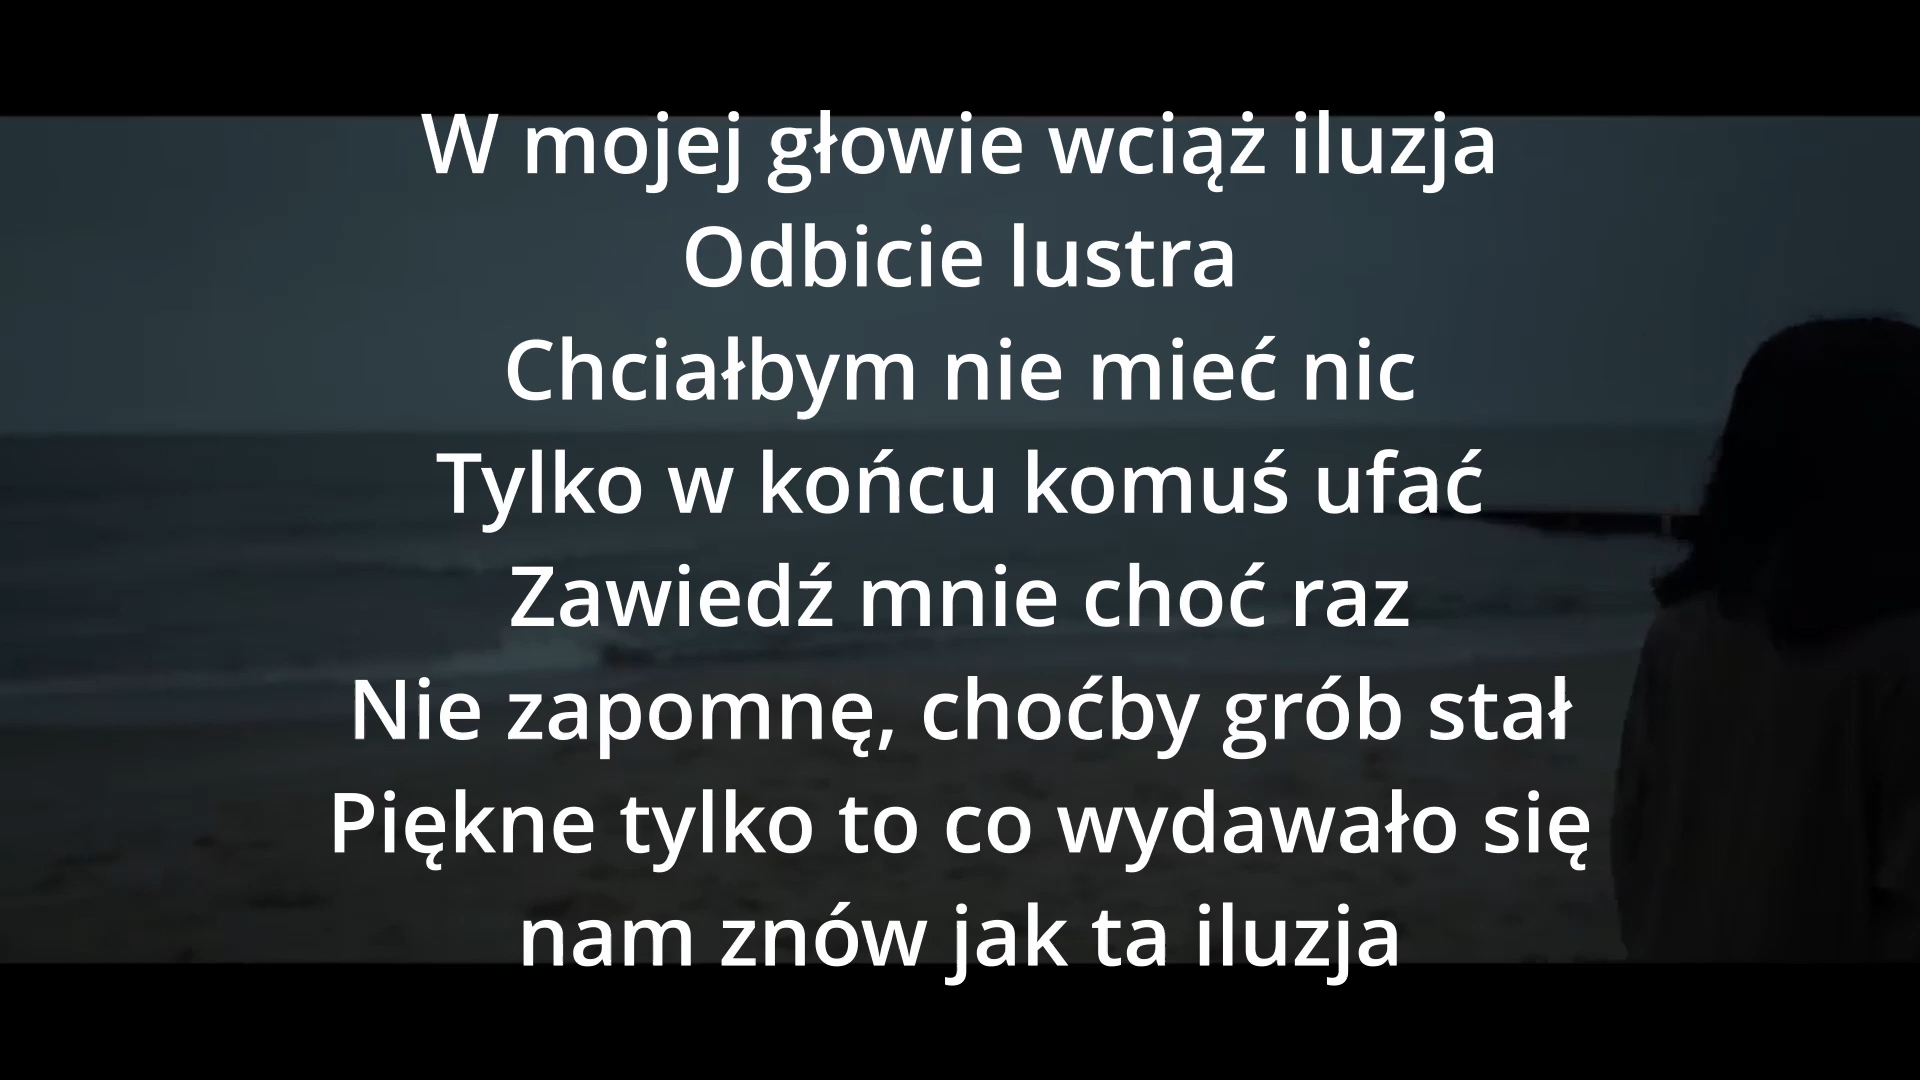 W mojej głowie wciąż iluzja
Odbicie lustra
Chciałbym nie mieć nic
Tylko w końcu komuś ufać
Zawiedź mnie choć raz
Nie zapomnę, choćby grób stał
Piękne tylko to co wydawało się
nam znów jak ta iluzja